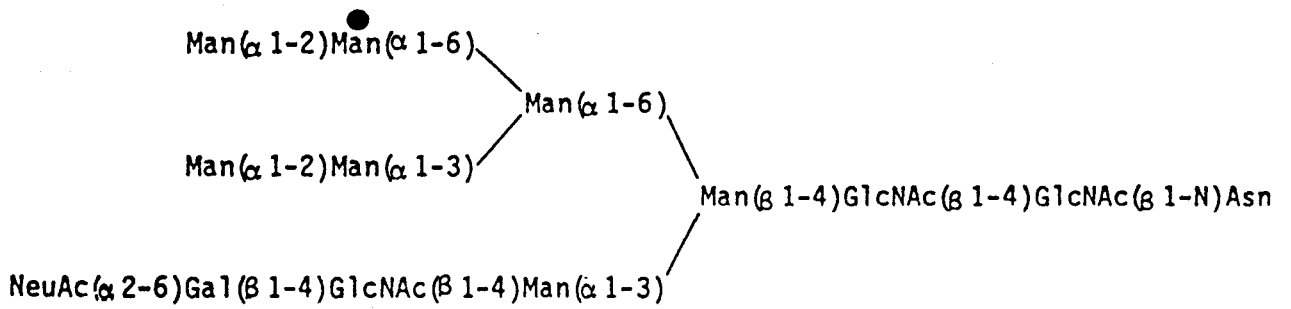 Man(α 1-2)Man(α 1-6)
Man(α 1-6)
Man(α 1-2)Man(α 1-3)
Man(β 1-4)GlcNAc(β 1-4)GlcNAc(β 1-N)Asn
NeuAc(α 2-6)Gal(β 1-4)GlcNAc(β 1-4)Man(α 1-3)